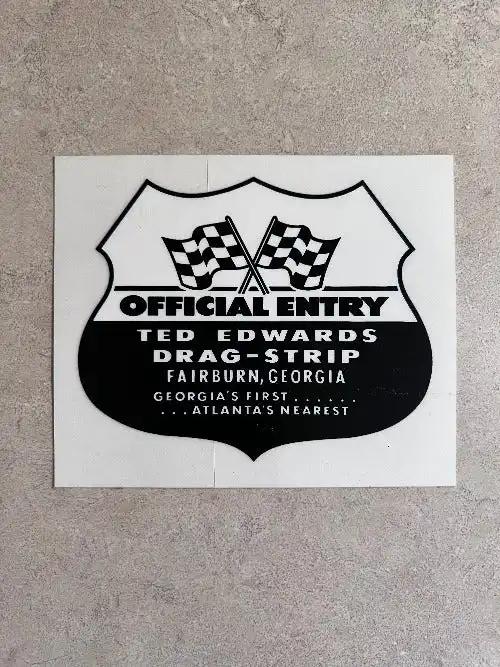 OFFICIAL ENTRY
TED EDWARDS
DRAG-STRIP
FAIRBURN, GEORGIA
GEORGIA'S FIRST......
...ATLANTA'S NEAREST